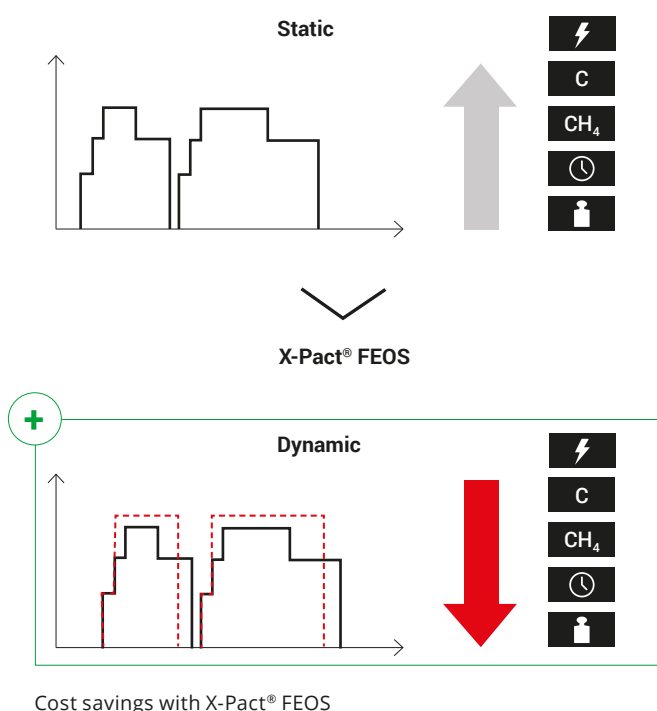 Static
C
CH₄
X-Pact® FEOS
+
Dynamic
C
CH₄
Cost savings with X-Pact® FEOS